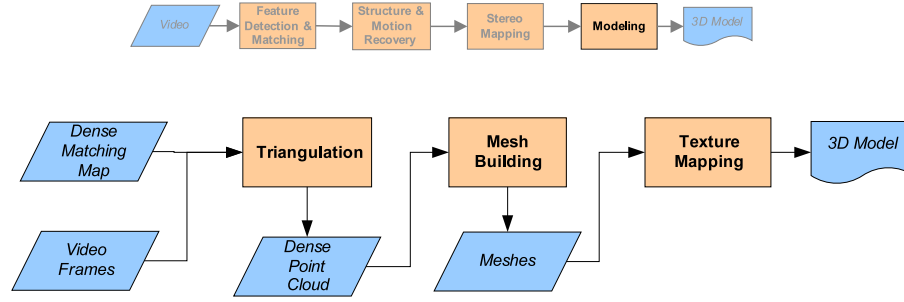 Video
Feature
Detection &
Matching
Structure &
Motion
Recovery
Stereo
Mapping
Modeling
3D Model
Dense
Matching
Map
Triangulation
Mesh
Building
Texture
Mapping
3D Model
Video
Frames
Dense
Point
Cloud
Meshes